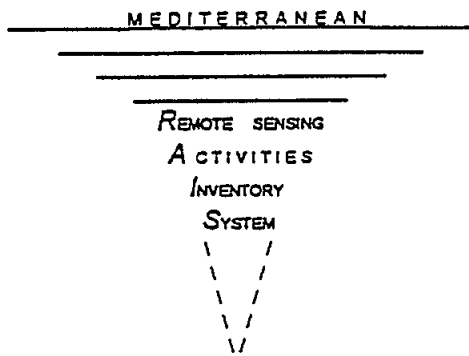 MEDITERRANEAN
REMOTE SENSING
ACTIVITIES
INVENTORY
SYSTEM